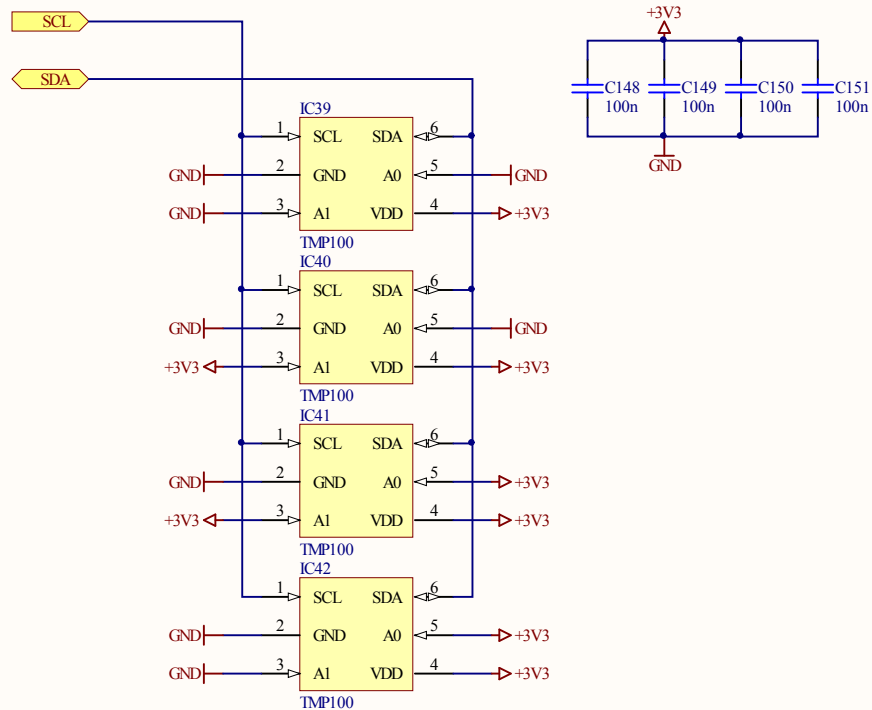 SCL
+3V3
SDA
C148 C149 C150 C151
100n 100n 100n 100n
GND
IC39
1 SCL SDA 6
GND 2 GND A0 5 GND
GND 3 A1 VDD 4 +3V3
TMP100
IC40
1 SCL SDA 6
GND 2 GND A0 5 GND
+3V3 3 A1 VDD 4 +3V3
TMP100
IC41
1 SCL SDA 6
GND 2 GND A0 5 +3V3
+3V3 3 A1 VDD 4 +3V3
TMP100
IC42
1 SCL SDA 6
GND 2 GND A0 5 +3V3
GND 3 A1 VDD 4 +3V3
TMP100